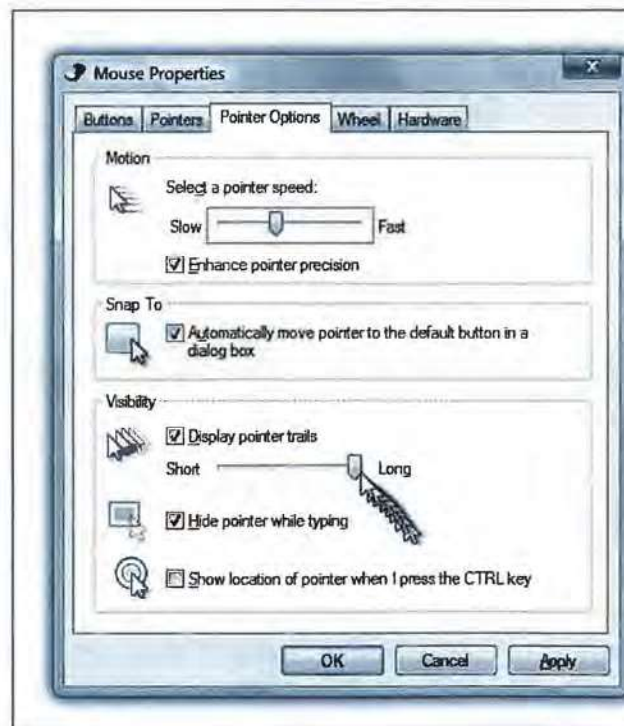 Mouse Properties
Buttons Pointers Pointer Options Wheel Hardware
Motion
Select a pointer speed:
Slow Fast
Enhance pointer precision
Snap To
Automatically move pointer to the default button in a
dialog box
Visibility
Display pointer trails
Short Long
Hide pointer while typing
Show location of pointer when I press the CTRL key
OK Cancel Apply